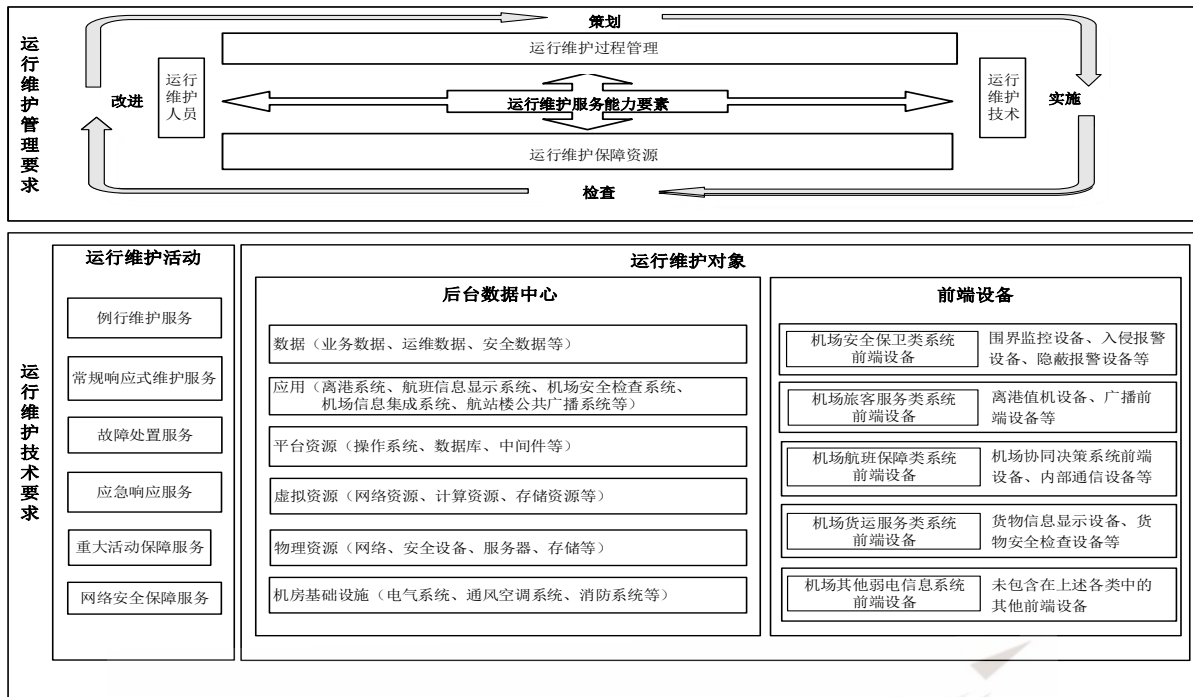 运行维护管理要求
策划
运行维护过程管理
改进
运行
维护
人员
运行维护服务能力要素
运行
维护
技术
实施
运行维护保障资源
检查
运行维护技术要求
运行维护活动
例行维护服务
常规响应式维护服务
故障处置服务
应急响应服务
重大活动保障服务
网络安全保障服务
运行维护对象
后台数据中心
数据（业务数据、运维数据、安全数据等）
应用（离港系统、航班信息显示系统、机场安全检查系统、
机场信息集成系统、航站楼公共广播系统等）
平台资源（操作系统、数据库、中间件等）
虚拟资源（网络资源、计算资源、存储资源等）
物理资源（网络、安全设备、服务器、存储等）
机房基础设施（电气系统、通风空调系统、消防系统等）
前端设备
机场安全保卫类系统
前端设备
围界监控设备、入侵报警
设备、隐蔽报警设备等
机场旅客服务类系统
前端设备
离港值机设备、广播前
端设备等
机场航班保障类系统
前端设备
机场协同决策系统前端
设备、内部通信设备等
机场货运服务类系统
前端设备
货物信息显示设备、货
物安全检查设备等
机场其他弱电信息系统
前端设备
未包含在上述各类中的
其他前端设备